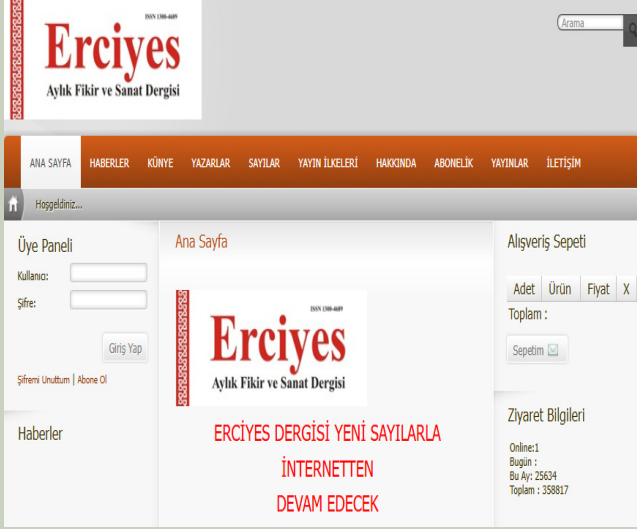 ISSN 1300-4689
Erciyes
Aylık Fikir ve Sanat Dergisi
Arama
ANA SAYFA HABERLER KÜNYE YAZARLAR SAYILAR YAYIN İLKELERİ HAKKINDA ABONELİK YAYINLAR İLETİŞİM
Hoşgeldiniz...
Üye Paneli
Kullanıcı:
Şifre:
Giriş Yap
Şifremi Unuttum | Abone Ol
Haberler
Ana Sayfa
ISSN 1300-4689
Erciyes
Aylık Fikir ve Sanat Dergisi
ERCİYES DERGİSİ YENİ SAYILARLA
İNTERNETTEN
DEVAM EDECEK
Alışveriş Sepeti
Adet Ürün Fiyat X
Toplam :
Sepetim
Ziyaret Bilgileri
Online:1
Bugün :
Bu Ay: 25634
Toplam : 358817